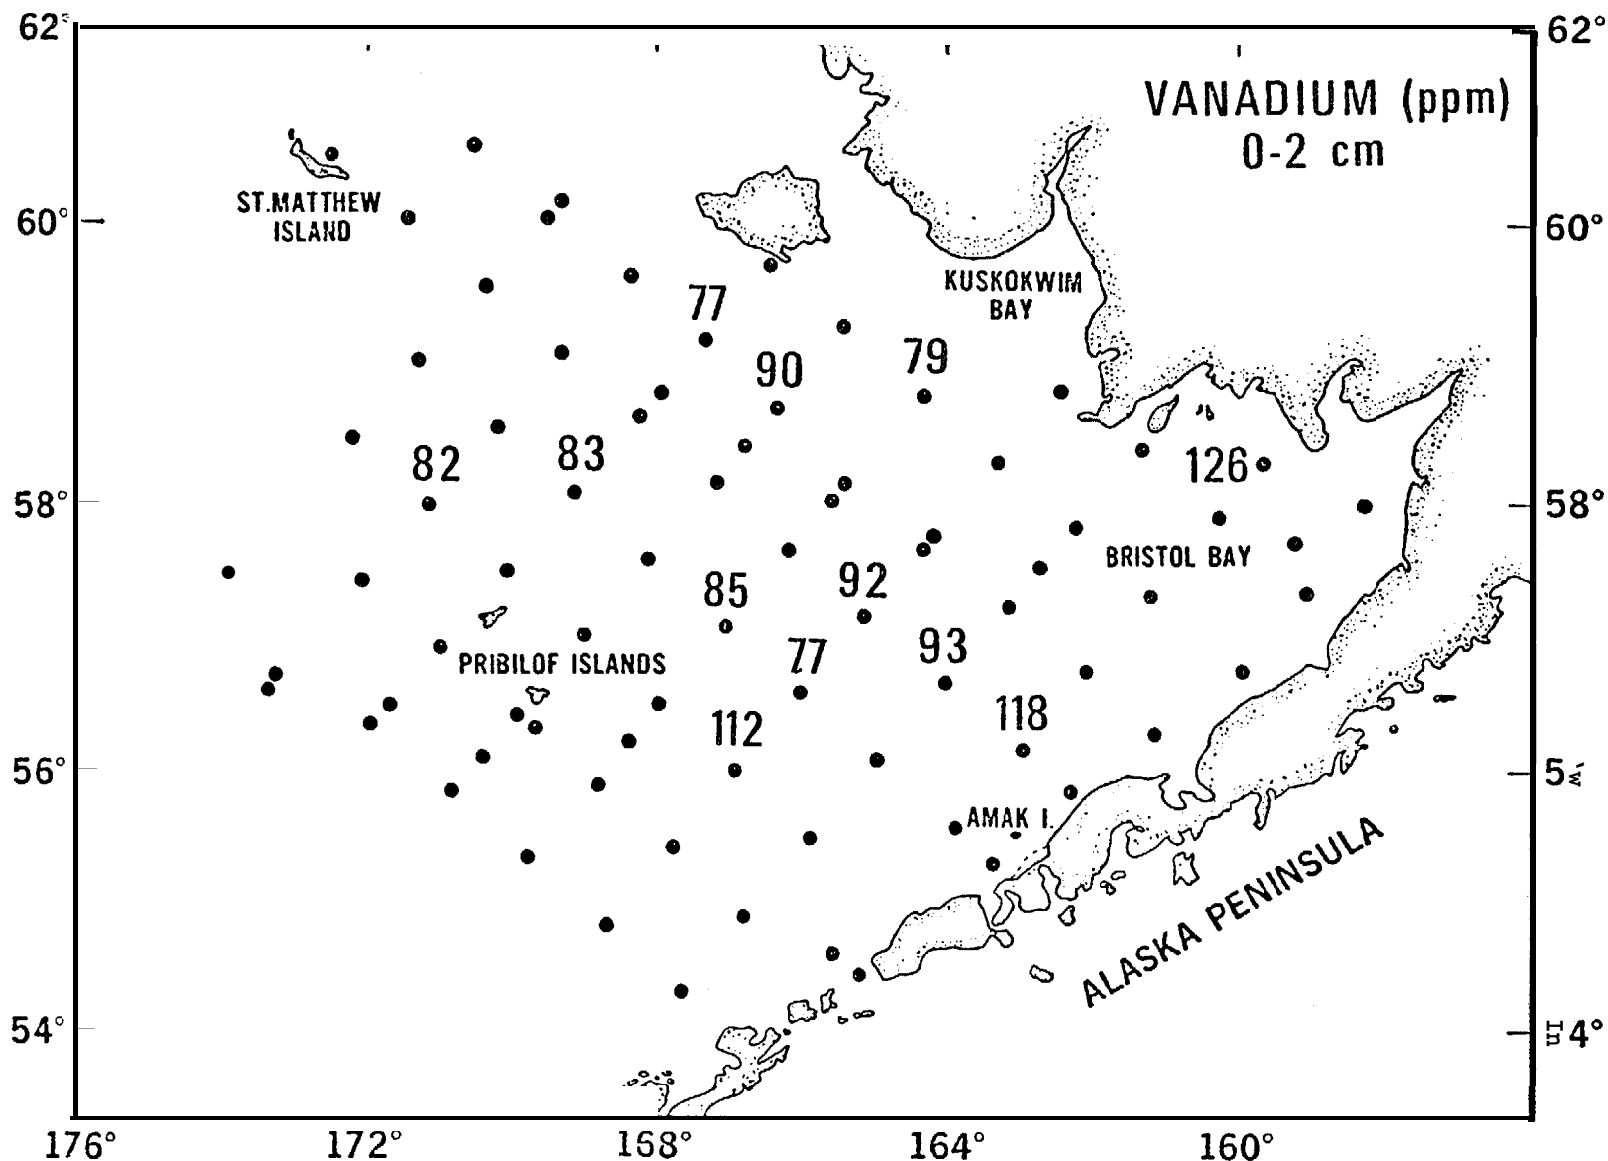 62° 62°
VANADIUM (ppm)
0-2 cm
ST.MATTHEW
ISLAND
60° 60°
KUSKOKWIM
BAY
77
90
79
82
83
126
58° 58°
BRISTOL BAY
85
92
77
93
PRIBILOF ISLANDS
112
118
56° 5
AMAK I.
ALASKA PENINSULA
54° 4°
176° 172° 158° 164° 160°